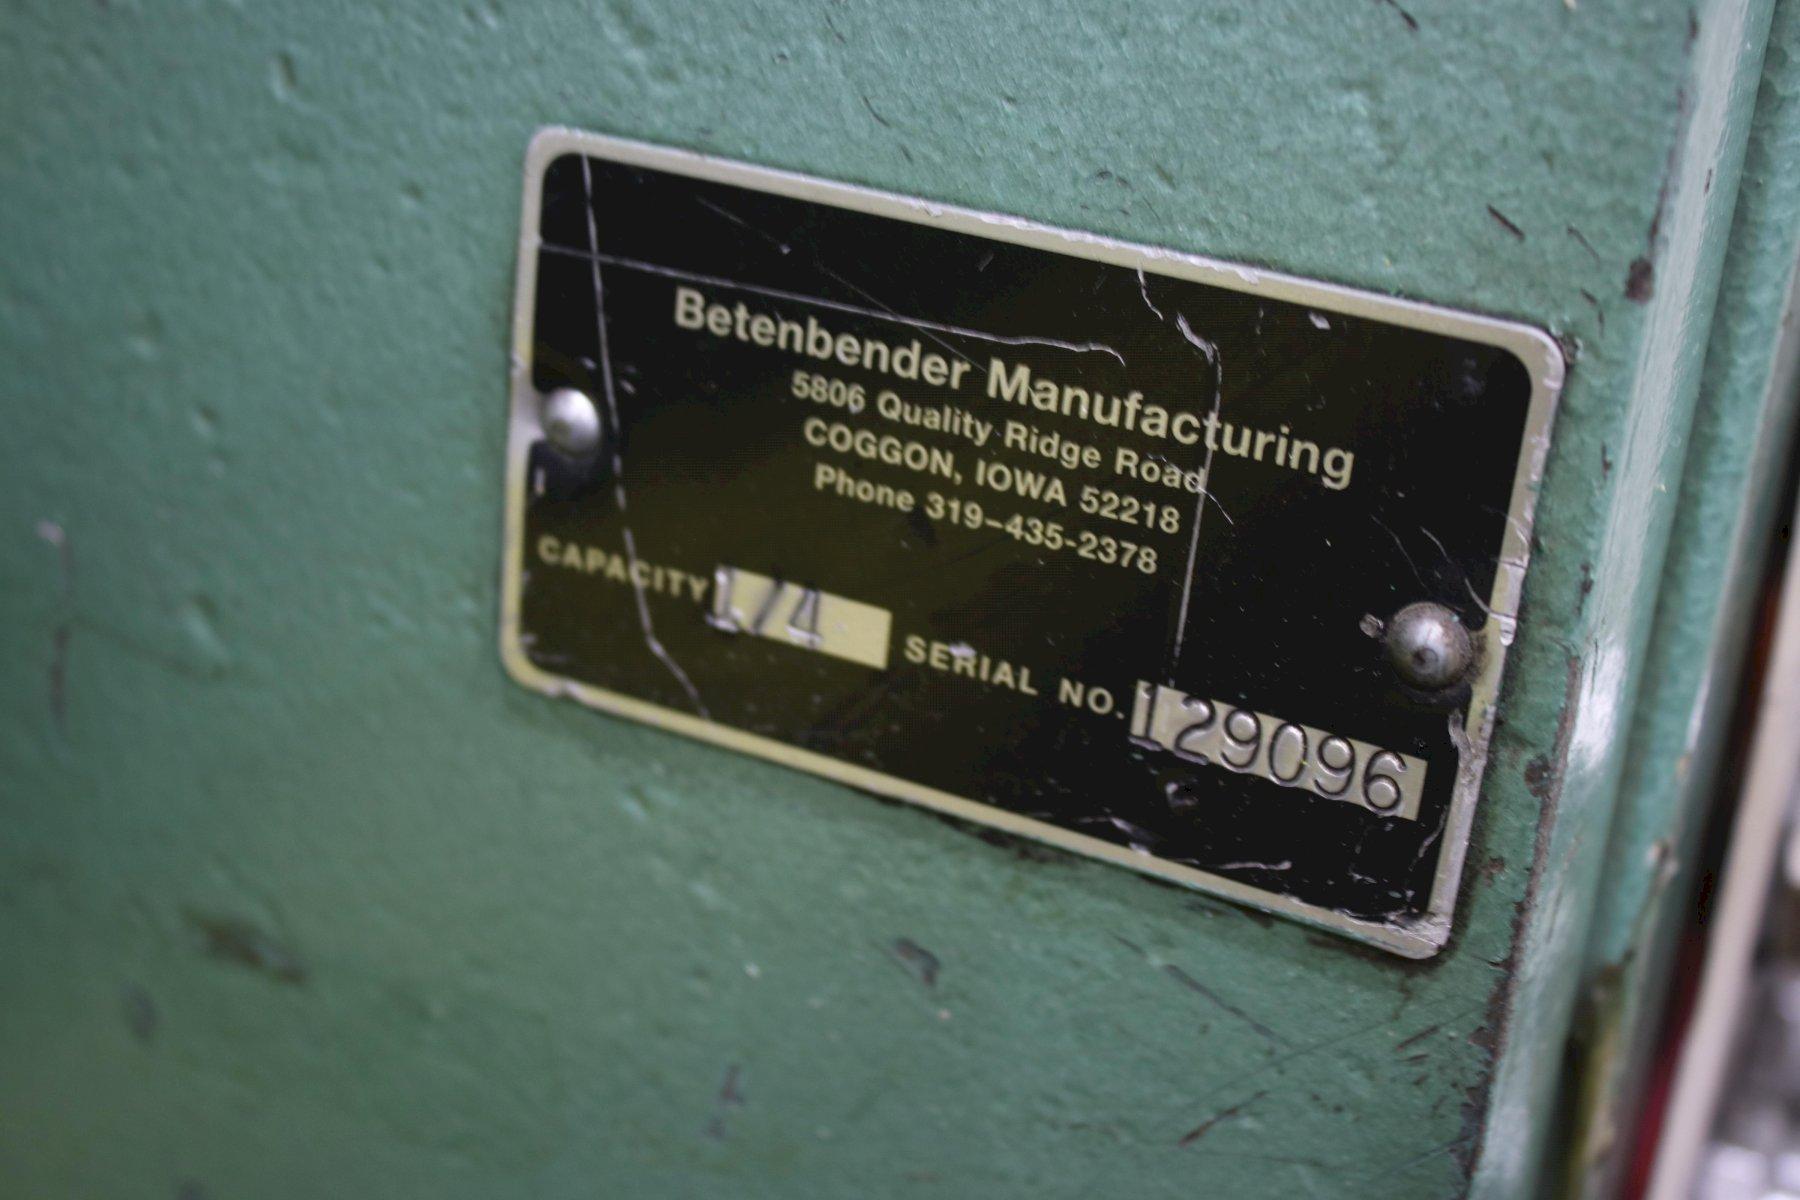 Betenbender Manufacturing
5806 Quality Ridge Road
COGGON, IOWA 52218
Phone 319-435-2378
CAPACITY 1/4 SERIAL NO. 129096